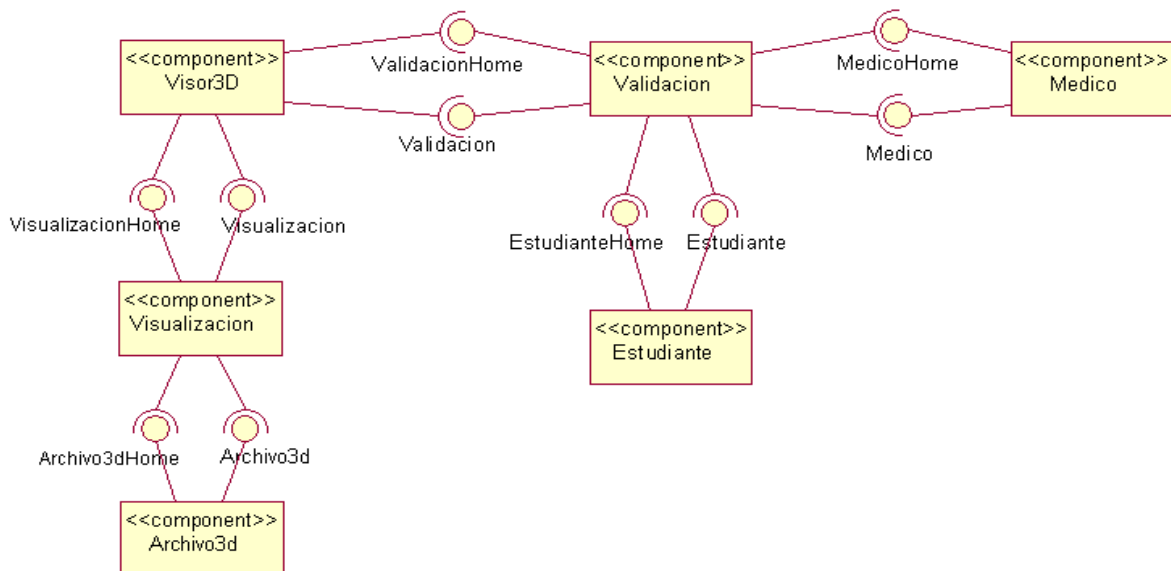 <<component>>
Visor3D
ValidacionHome
<<component>>
Validacion
MedicoHome
<<component>>
Medico
Validacion
Medico
VisualizacionHome
Visualizacion
EstudianteHome
Estudiante
<<component>>
Visualizacion
<<component>>
Estudiante
Archivo3dHome
Archivo3d
<<component>>
Archivo3d